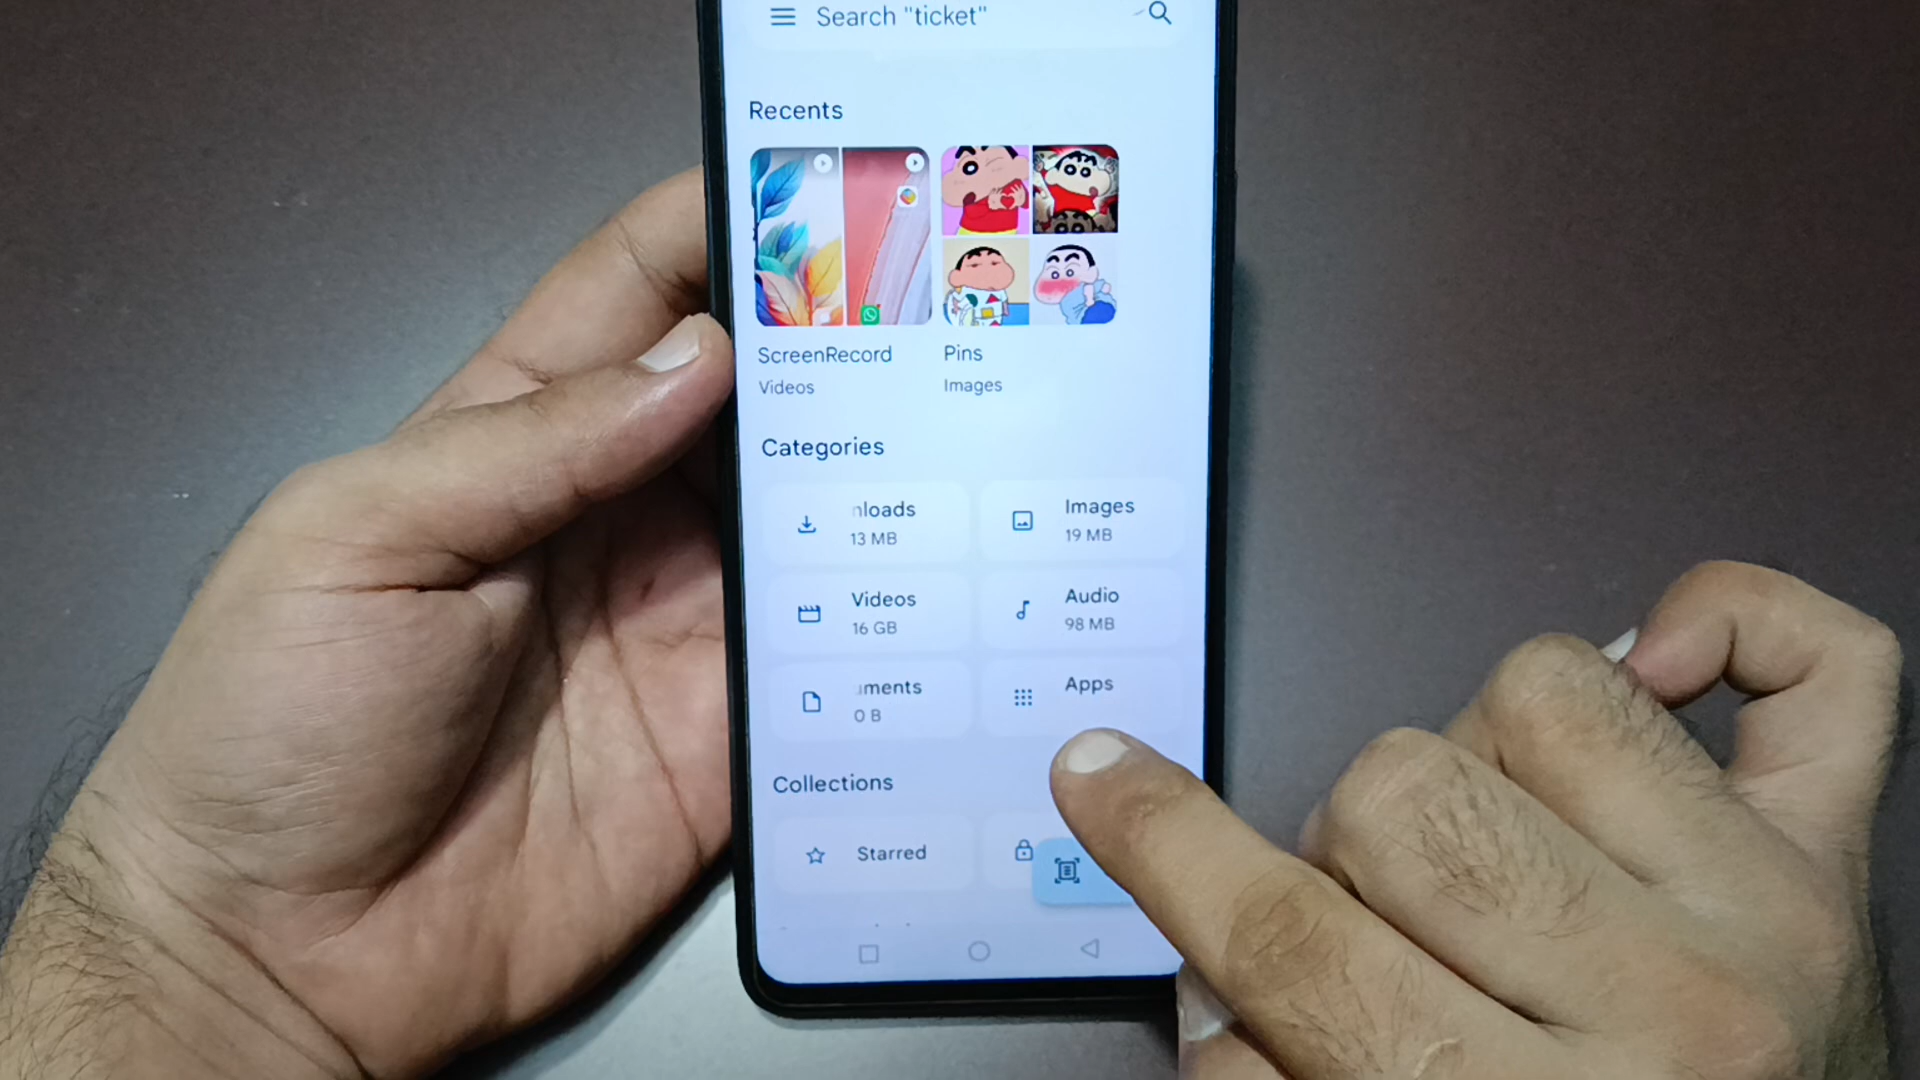 Search "ticket"
Recents
ScreenRecord
Videos
Pins
Images
Categories
nloads
13 MB
Images
19 MB
Videos
16 GB
Audio
98 MB
uments
0 B
Apps
Collections
Starred